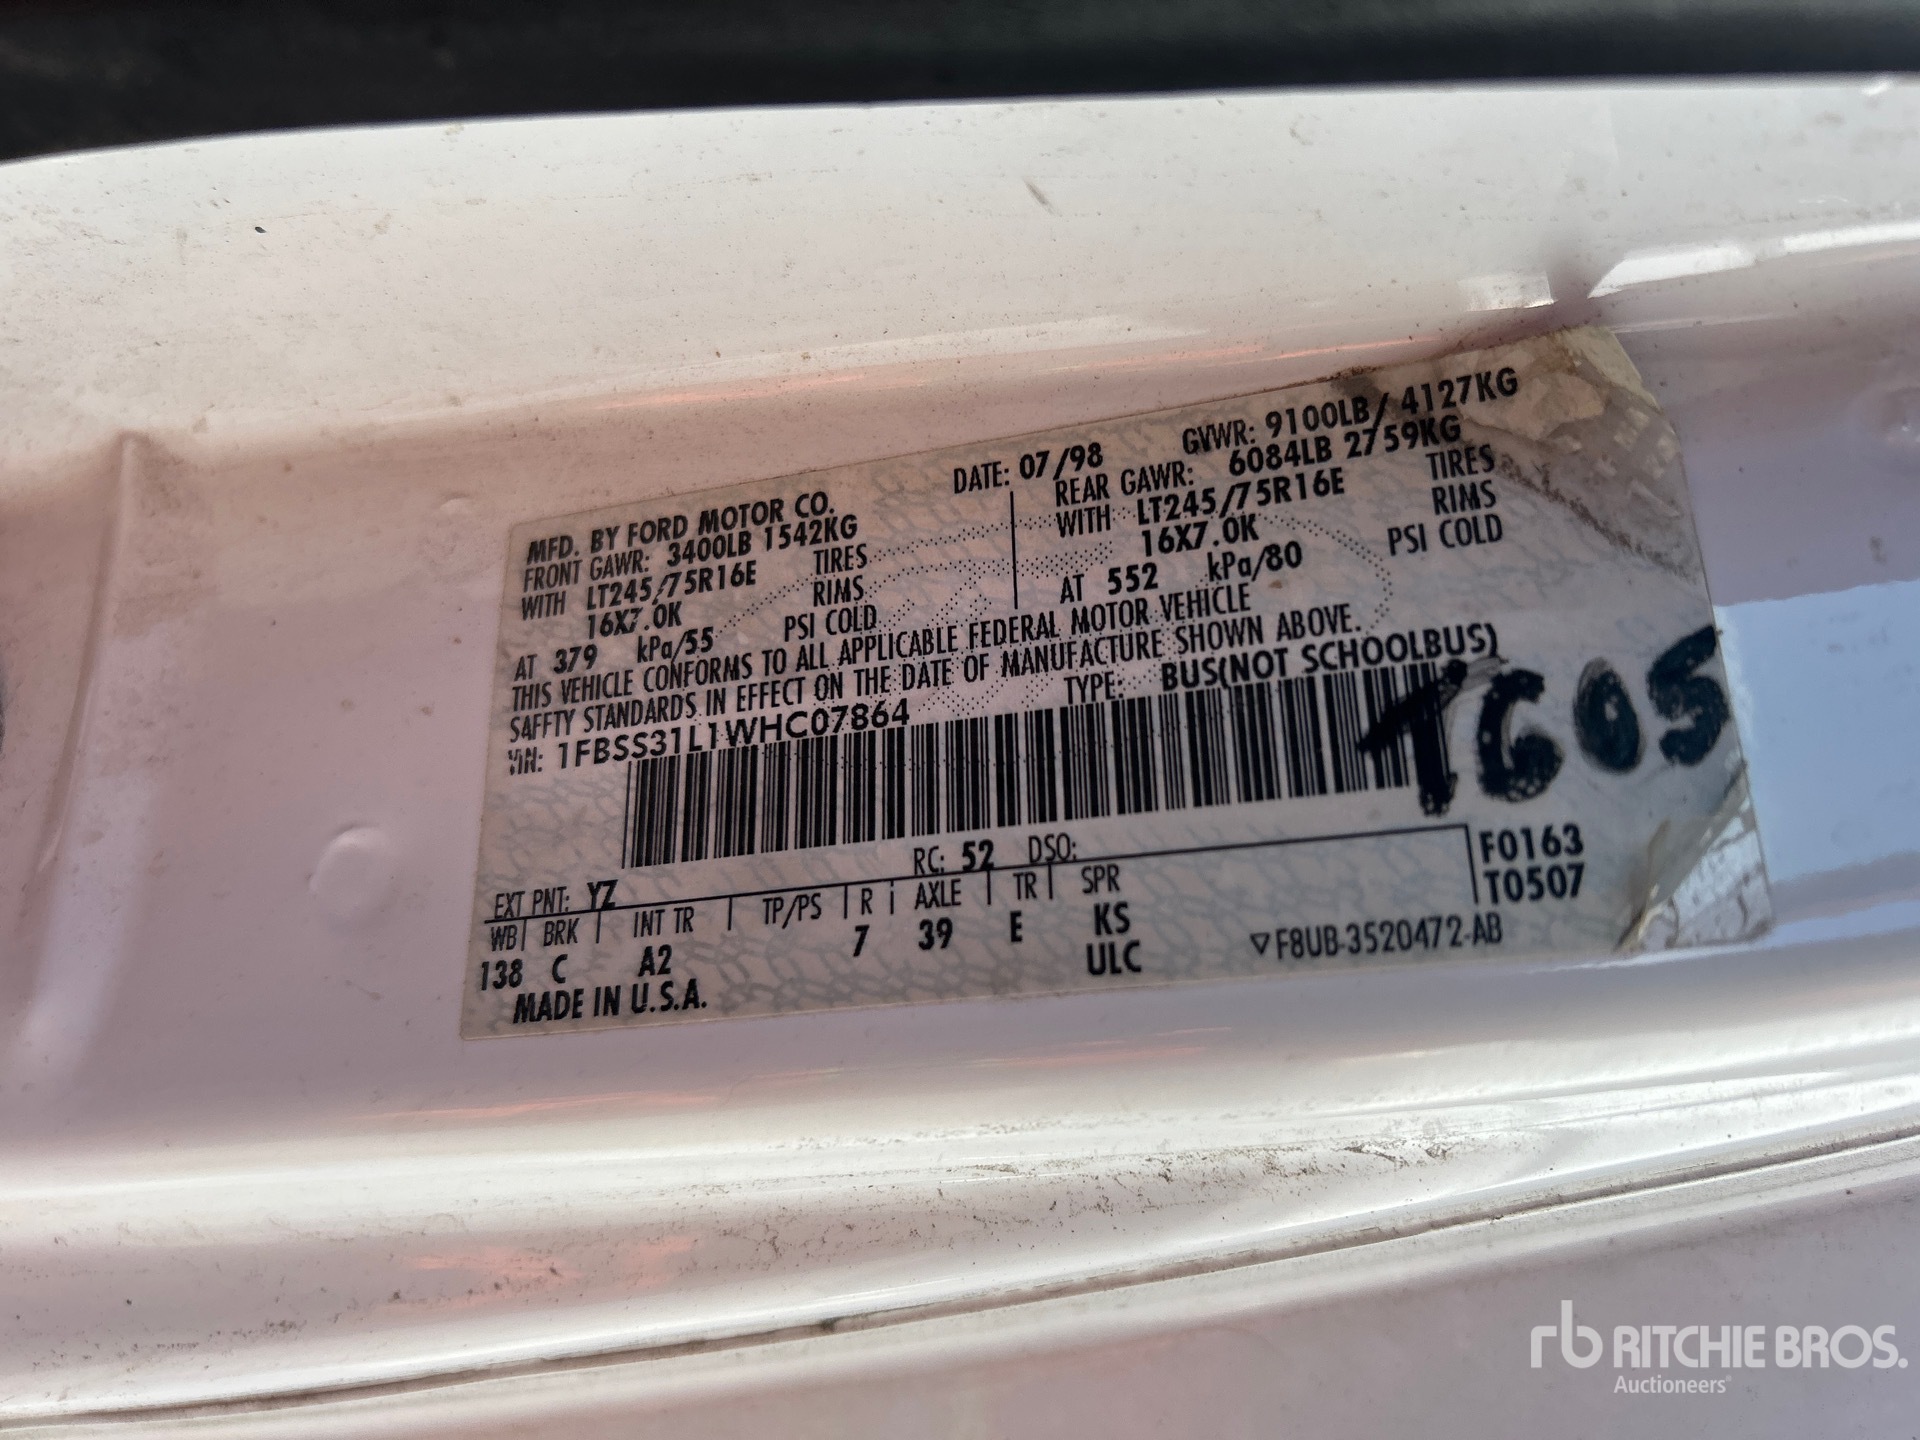 MFD. BY FORD MOTOR CO.
DATE: 07/98 GVWR: 9100LB/ 4127KG
FRONT GAWR: 3400LB 1542KG
REAR GAWR: 6084LB 2759KG
WITH LT245/75R16E TIRES
WITH LT245/75R16E TIRES
16X7.0K RIMS
16X7.0K RIMS
AT 379 kPa/55 PSI COLD
AT 552 kPa/80 PSI COLD
THIS VEHICLE CONFORMS TO ALL APPLICABLE FEDERAL MOTOR VEHICLE
SAFFTY STANDARDS IN EFFECT ON THE DATE OF MANUFACTURE SHOWN ABOVE.
VIN: 1FBSS31L1WHC07864
TYPE: BUS(NOT SCHOOLBUS)
1605
EXT PNT: YZ RC: 52 DSO:
F0163
T0507
WB BRK INT TR TP/PS R AXLE TR SPR
138 C A2 7 39 E KS
ULC
F8UB-3520472-AB
MADE IN U.S.A.
rb RITCHIE BROS.
Auctioneers